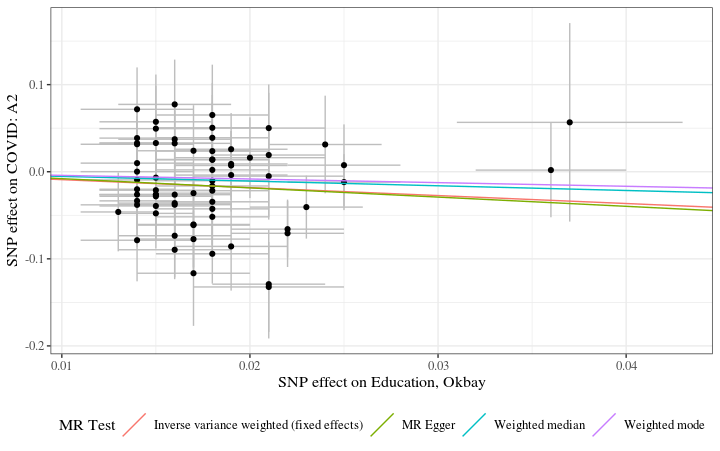 SNP effect on COVID: A2
0.1
0.0
-0.1
-0.2
0.01 0.02 0.03 0.04
SNP effect on Education, Okbay
MR Test Inverse variance weighted (fixed effects) MR Egger Weighted median Weighted mode